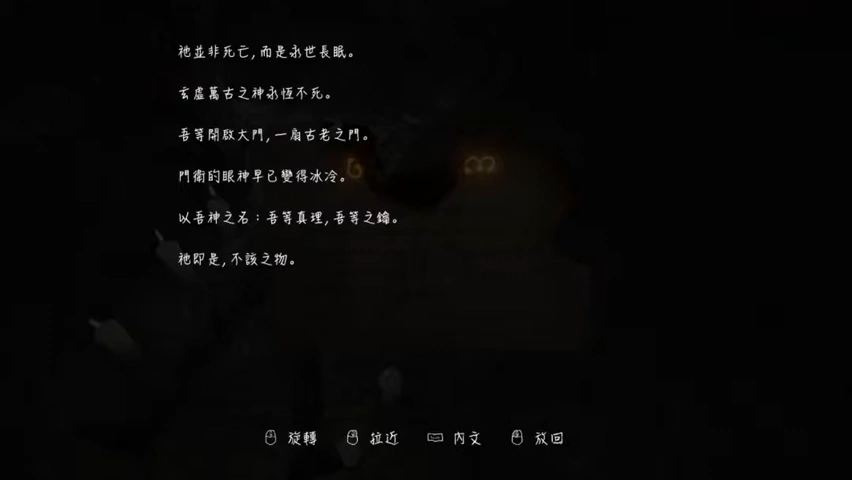 祂並非死亡，而是永世長眠。
玄虛萬古之神永恆不死。
吾等開啟大門，一扇古老之門。
門衛的眼神早已變得冰冷。
以吾神之名：吾等真理，吾等之鑰。
祂即是，不該之物。
旋轉 拉近 內文 放回